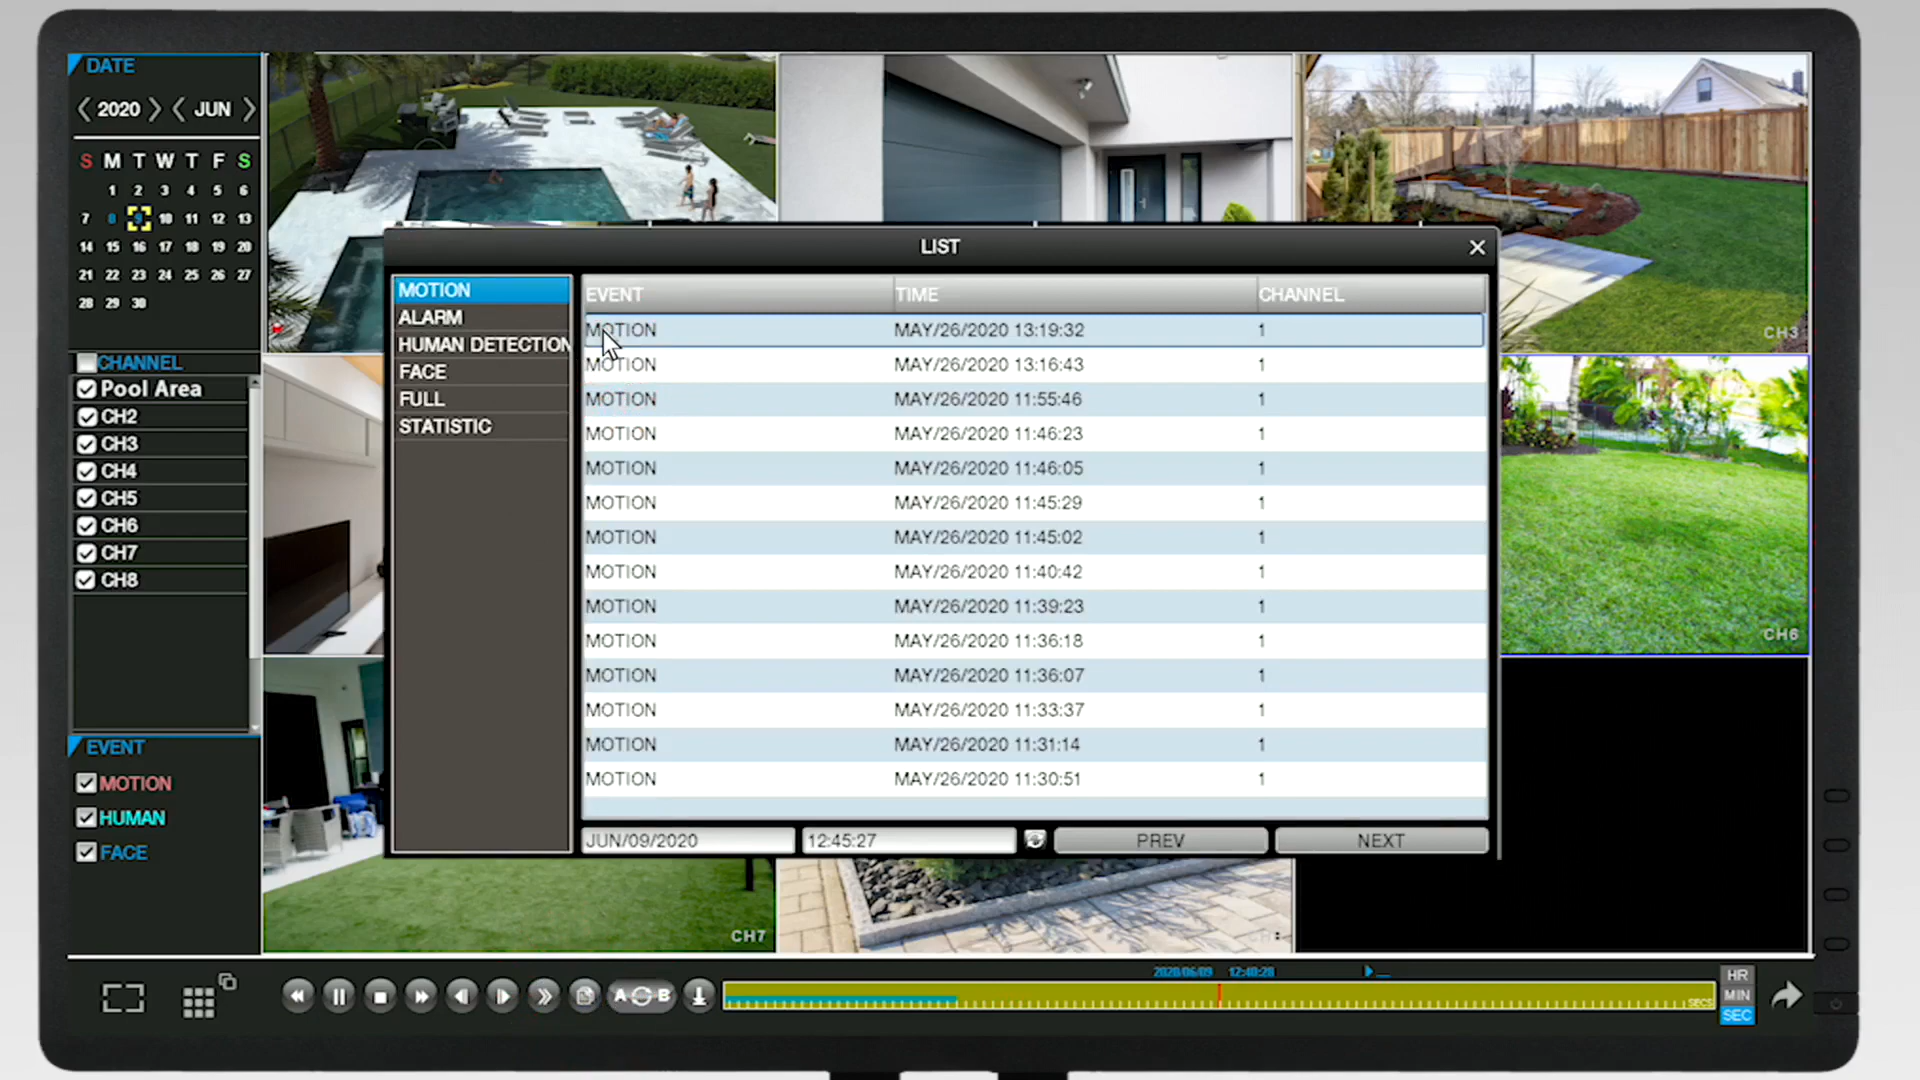 DATE
2020 JUN
S M T W T F S
1 2 3 4 5 6
7 8 9 10 11 12 13
14 15 16 17 18 19 20
21 22 23 24 25 26 27
28 29 30
CHANNEL
Pool Area
CH2
CH3
CH4
CH5
CH6
CH7
CH8
EVENT
MOTION
HUMAN
FACE
CH3
CH6
CH7
LIST
MOTION
ALARM
HUMAN DETECTION
FACE
FULL
STATISTIC
EVENT TIME CHANNEL
MOTION MAY/26/2020 13:19:32 1
MOTION MAY/26/2020 13:16:43 1
MOTION MAY/26/2020 11:55:46 1
MOTION MAY/26/2020 11:46:23 1
MOTION MAY/26/2020 11:46:05 1
MOTION MAY/26/2020 11:45:29 1
MOTION MAY/26/2020 11:45:02 1
MOTION MAY/26/2020 11:40:42 1
MOTION MAY/26/2020 11:39:23 1
MOTION MAY/26/2020 11:36:18 1
MOTION MAY/26/2020 11:36:07 1
MOTION MAY/26/2020 11:33:37 1
MOTION MAY/26/2020 11:31:14 1
MOTION MAY/26/2020 11:30:51 1
JUN/09/2020 12:45:27 PREV NEXT
2020/06/09 12:40:28
A B
SECS
HR
MIN
SEC